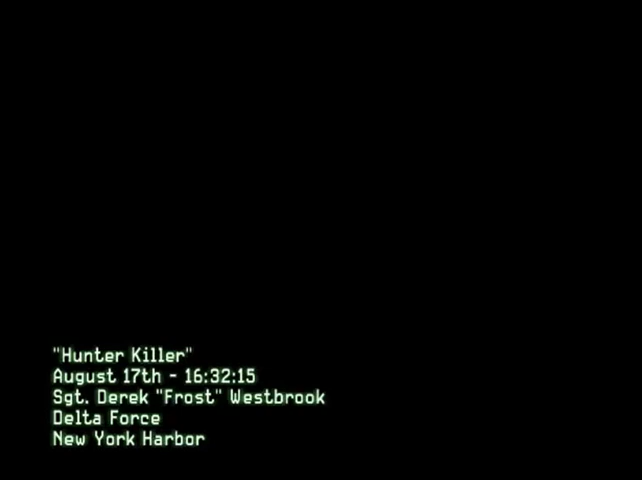 "Hunter Killer"
August 17th - 16:32:15
Sgt. Derek "Frost" Westbrook
Delta Force
New York Harbor